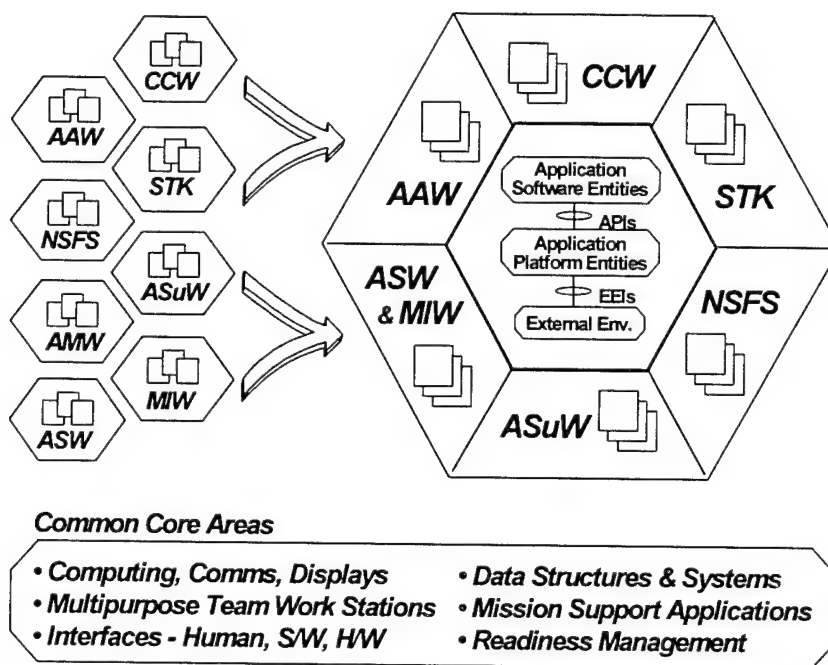 CCW
AAW
STK
NSFS
ASuW
AMW
MIW
ASW
CCW
AAW
STK
Application
Software Entities
APIs
Application
Platform Entities
EEIs
External Env.
ASW
& MIW
NSFS
ASuW
Common Core Areas
• Computing, Comms, Displays
• Multipurpose Team Work Stations
• Interfaces - Human, S/W, H/W
• Data Structures & Systems
• Mission Support Applications
• Readiness Management